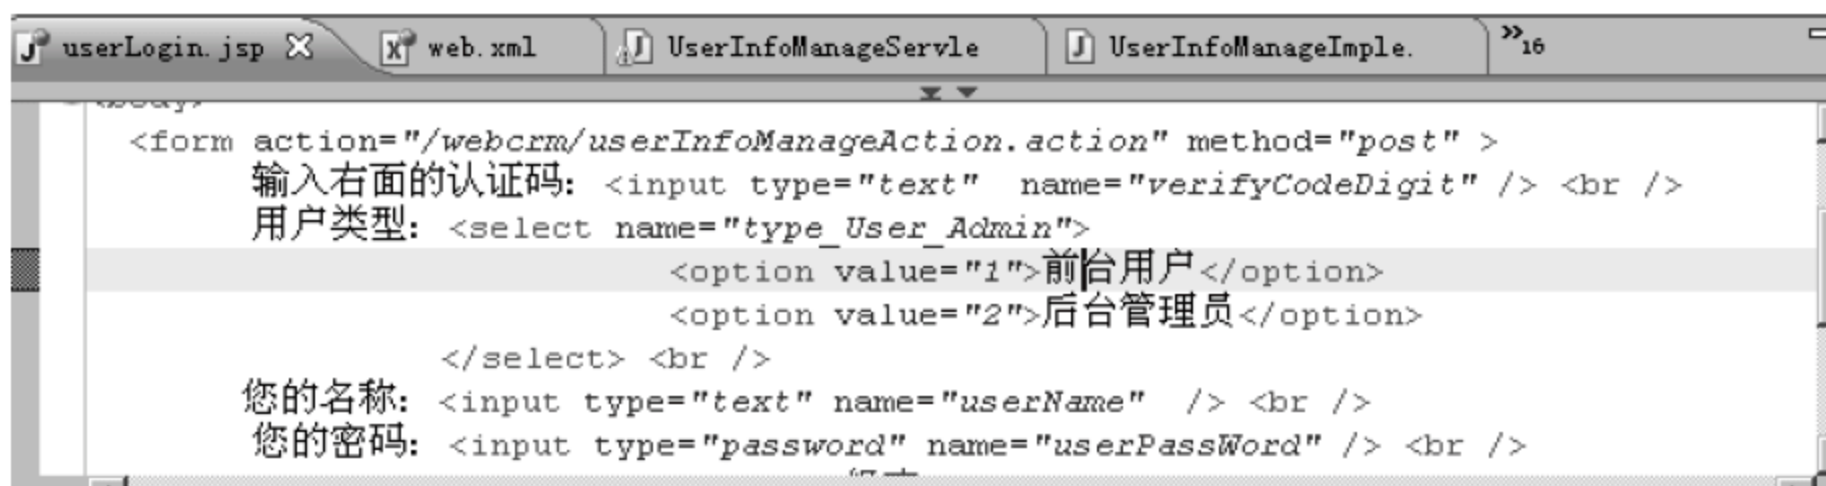 userLogin.jsp web.xml UserInfoManageServle UserInfoManageImple. »16
<body>
<form action="/webcrm/userInfoManageAction.action" method="post" >
输入右面的认证码: <input type="text"  name="verifyCodeDigit" /> <br />
用户类型: <select name="type_User_Admin">
<option value="1">前台用户</option>
<option value="2">后台管理员</option>
</select> <br />
您的名称: <input type="text" name="userName"  /> <br />
您的密码: <input type="password" name="userPassWord" /> <br />